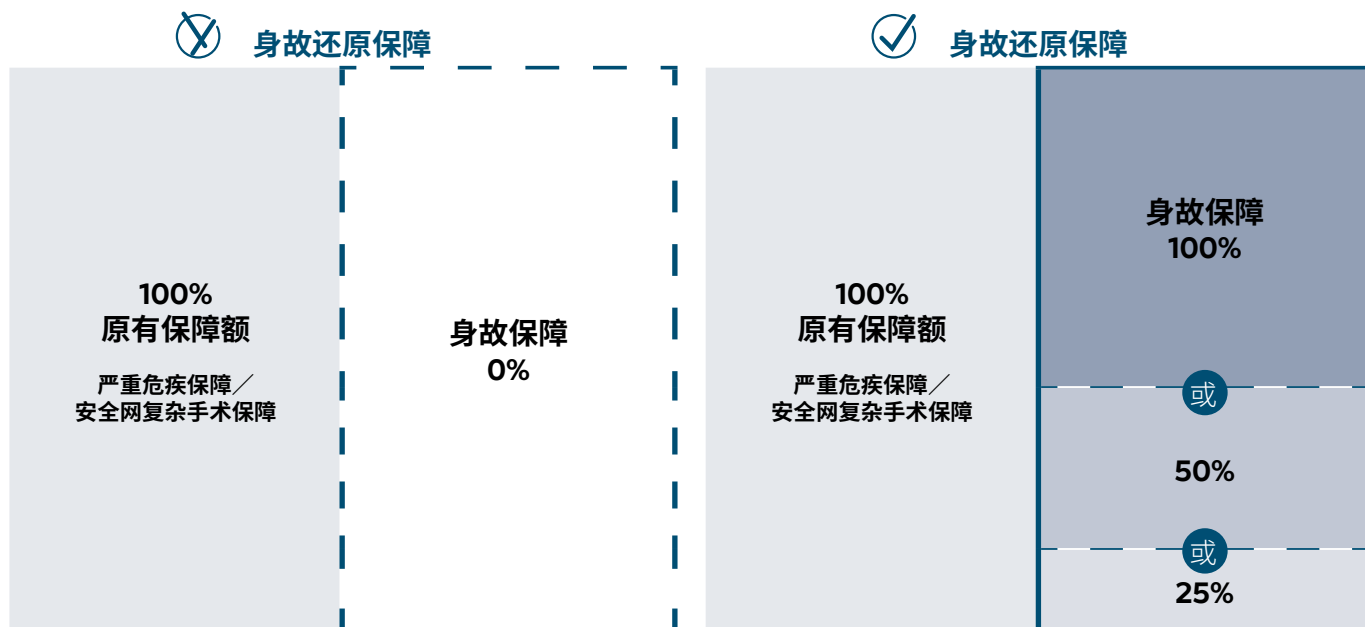 身故还原保障
100%
原有保障额
严重危疾保障／
安全网复杂手术保障
身故保障
0%
身故还原保障
100%
原有保障额
严重危疾保障／
安全网复杂手术保障
身故保障
100%
或
50%
或
25%